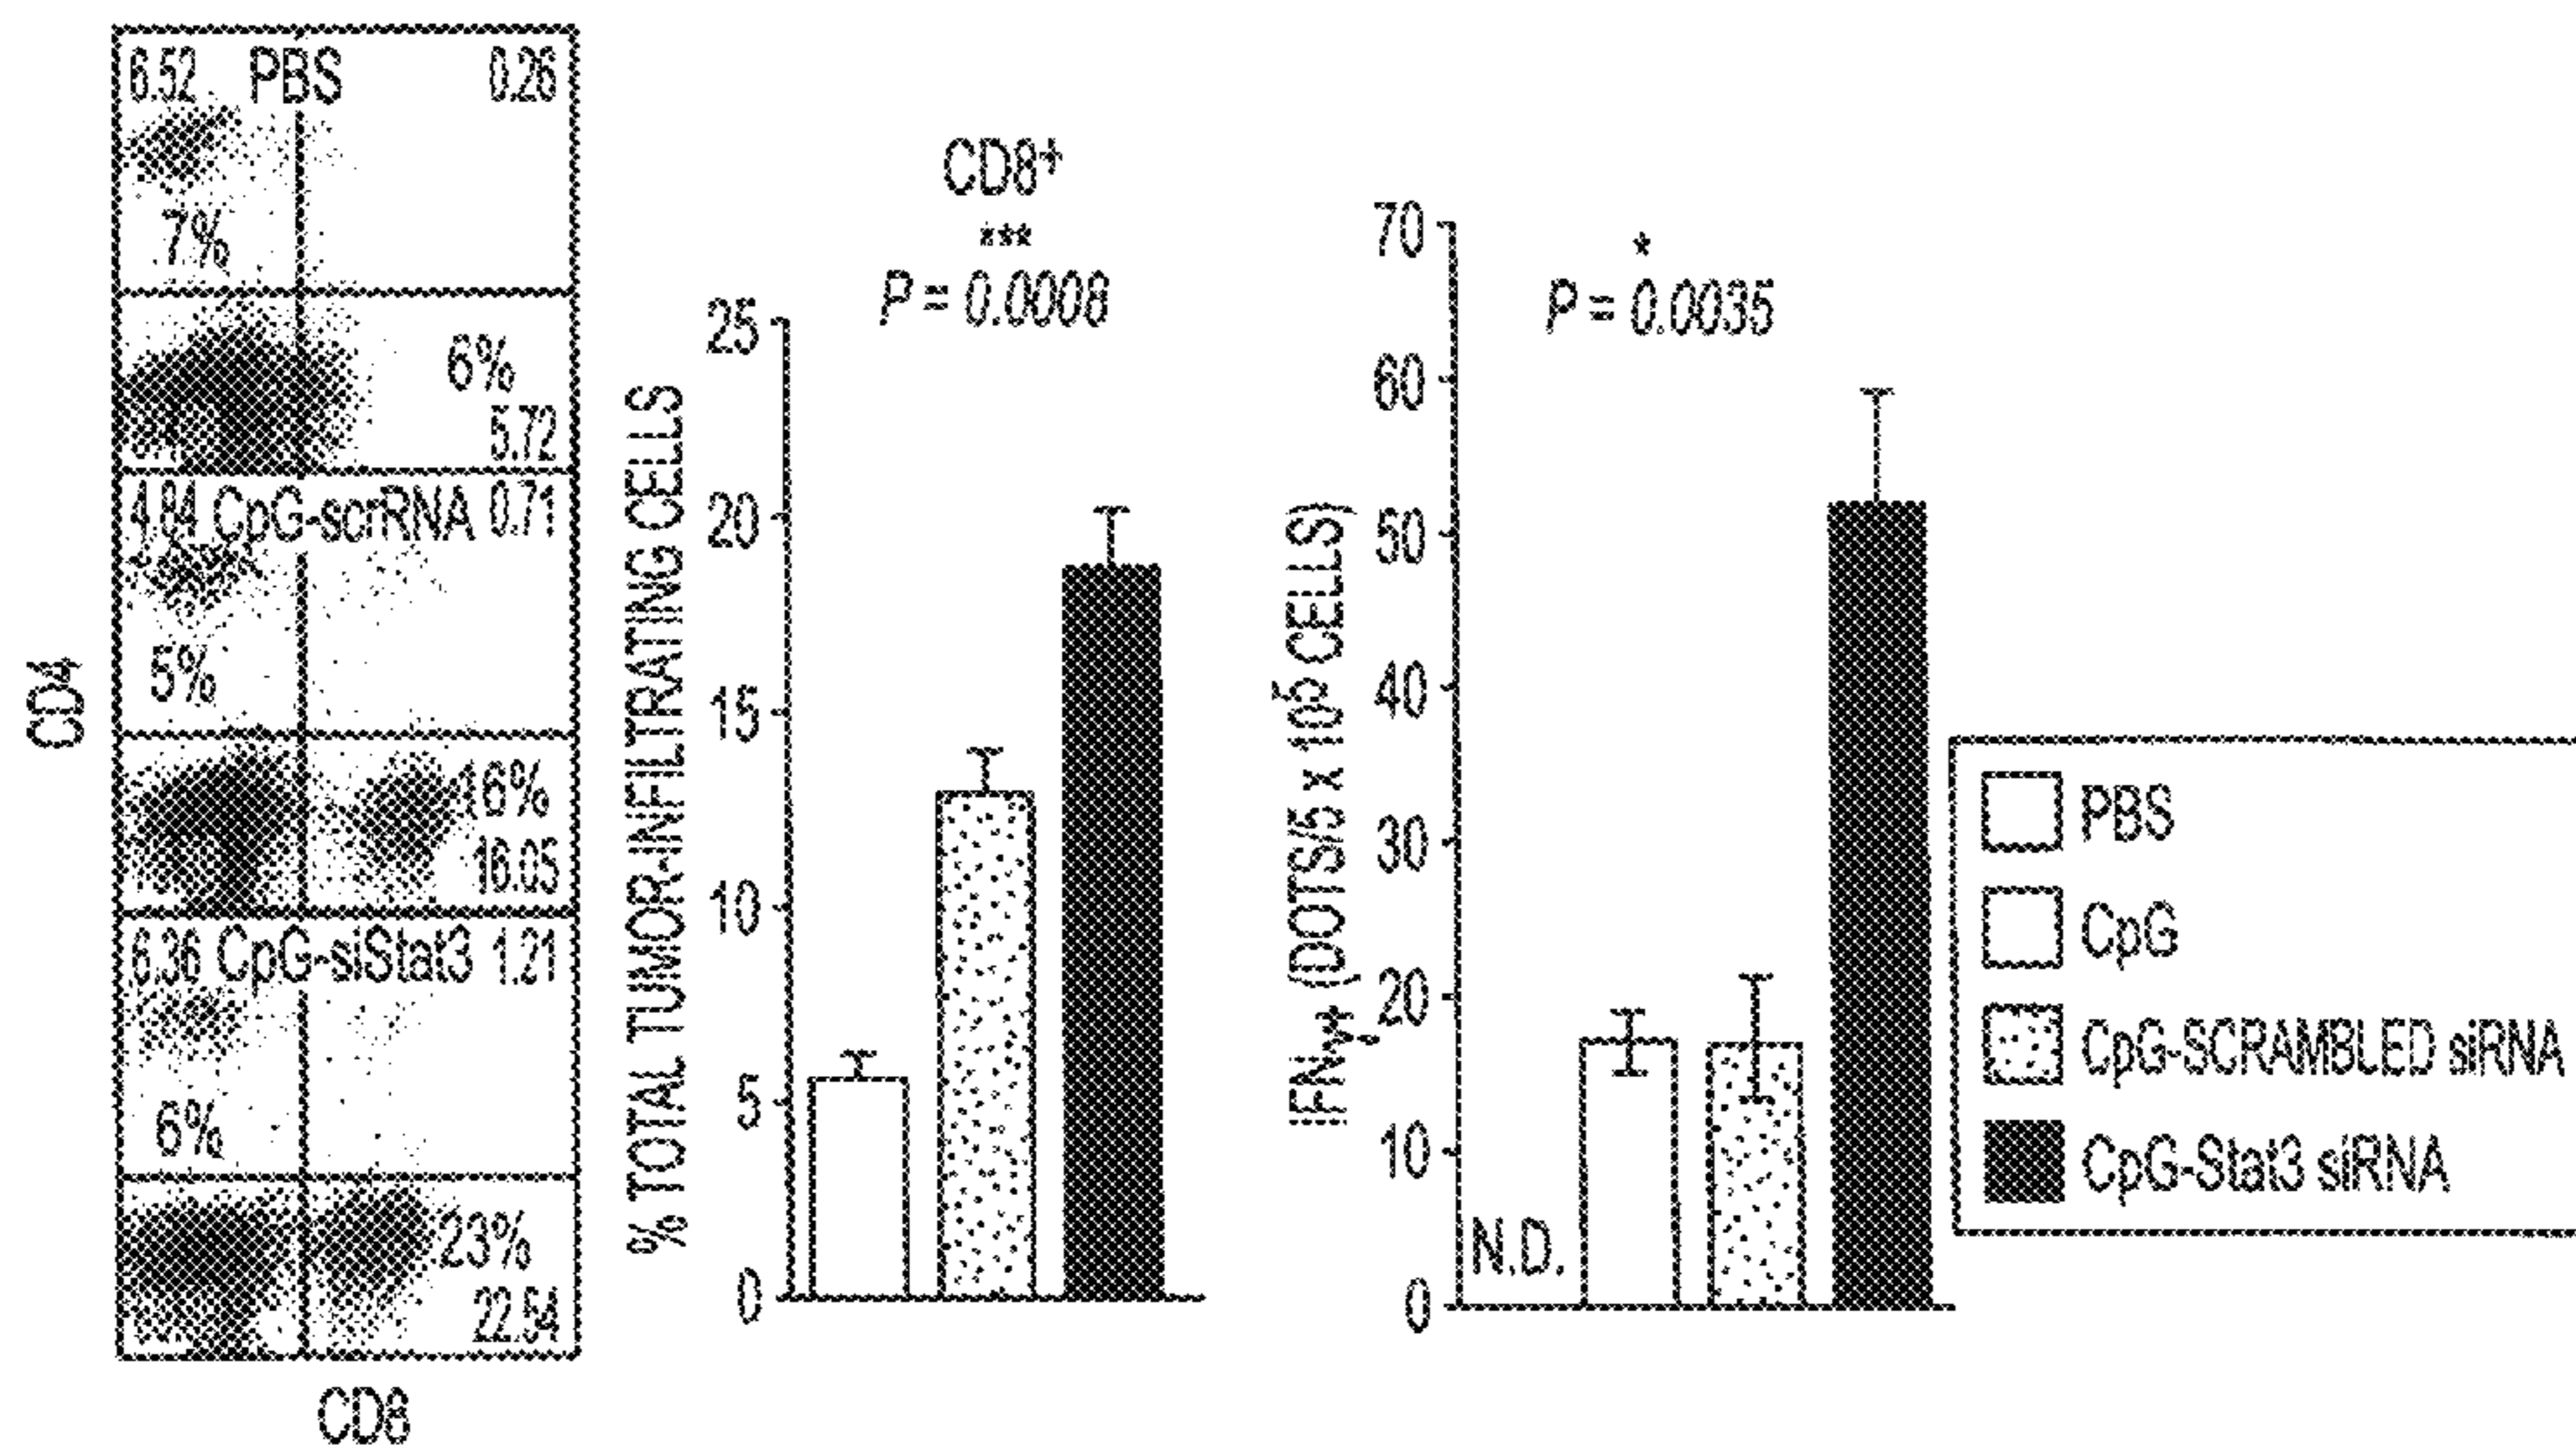 6.52 PBS 0.26
7%
6%
5.72
4.84 CpG-scrRNA 0.71
5%
16%
16.05
6.36 CpG-siStat3 1.21
6%
23%
22.54
CD4
CD8
CD8+
***
P = 0.0008
% TOTAL TUMOR-INFILTRATING CELLS
25
20
15
10
5
0
*
P = 0.0035
IFNγ+ (DOTS/5 x 10⁵ CELLS)
70
60
50
40
30
20
10
0
N.D.
PBS
CpG
CpG-SCRAMBLED siRNA
CpG-Stat3 siRNA